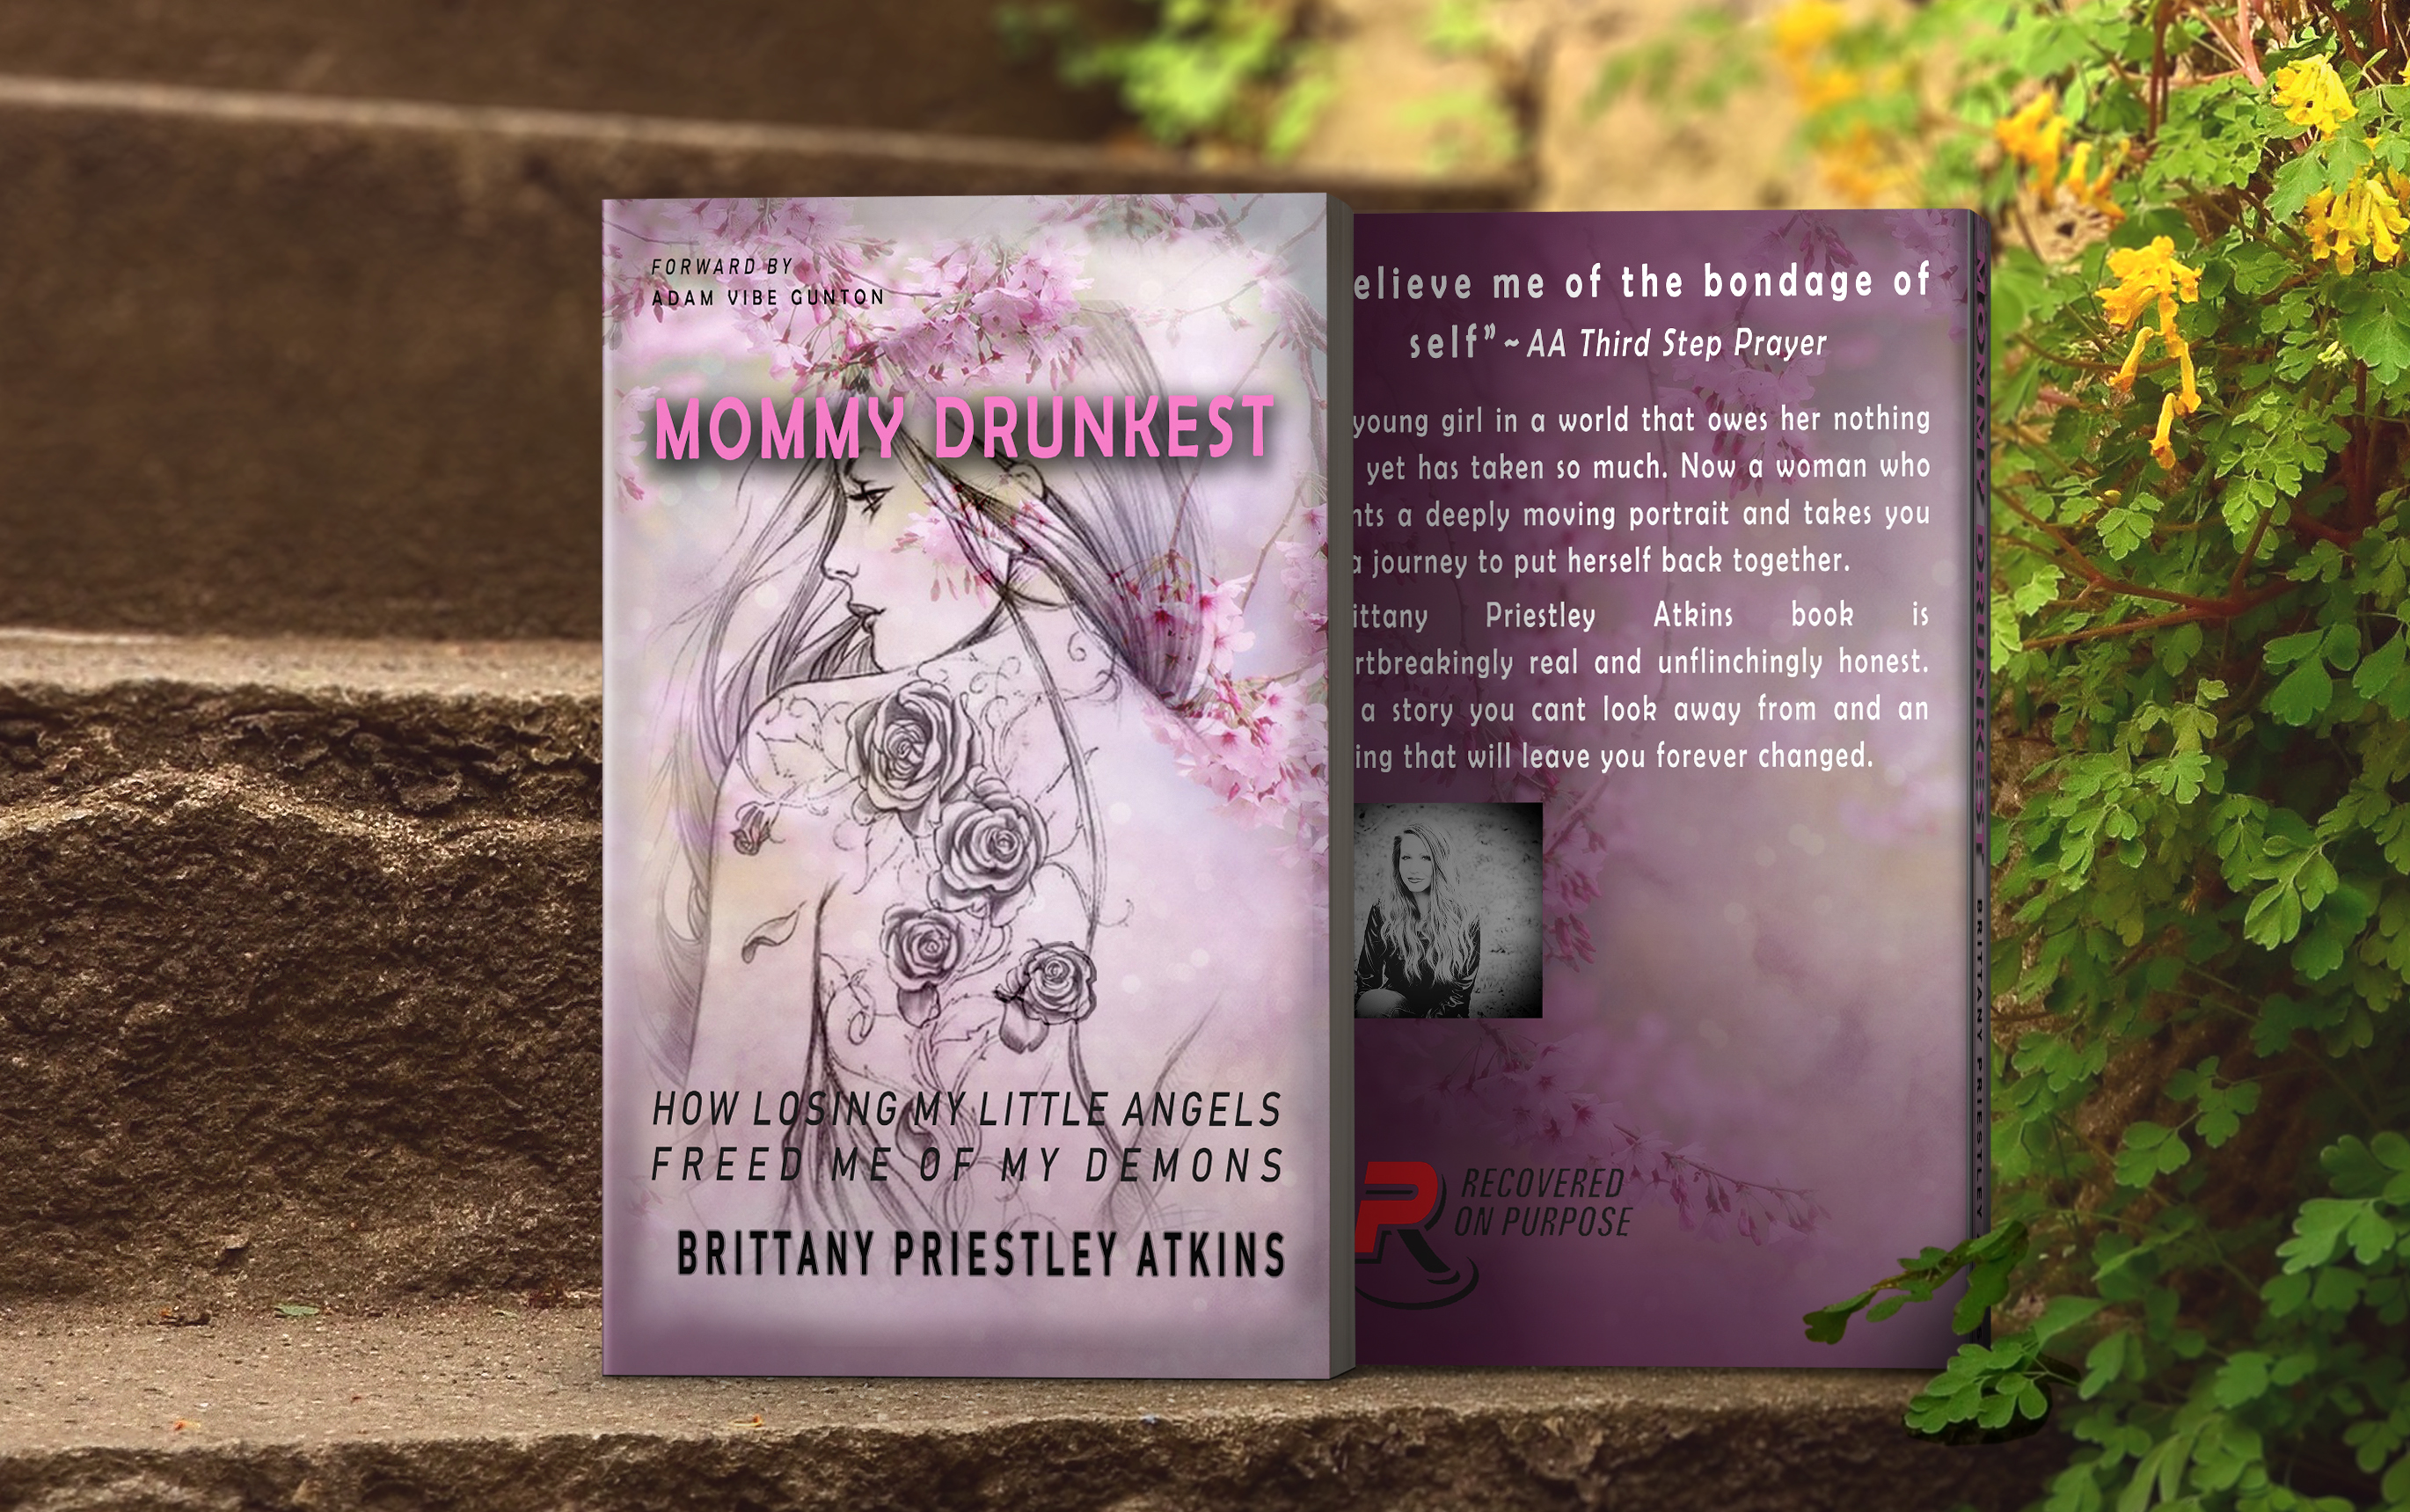 FORWARD BY
ADAM VIBE GUNTON
MOMMY DRUNKEST
HOW LOSING MY LITTLE ANGELS
FREED ME OF MY DEMONS
BRITTANY PRIESTLEY ATKINS
elieve me of the bondage of
self" ~ AA Third Step Prayer
young girl in a world that owes her nothing
yet has taken so much. Now a woman who
nts a deeply moving portrait and takes you
a journey to put herself back together.
ittany Priestley Atkins book is
rtbreakingly real and unflinchingly honest.
a story you cant look away from and an
ing that will leave you forever changed.
R RECOVERED
ON PURPOSE
MOMMY DRUNKEST BRITTANY PRIESTLEY